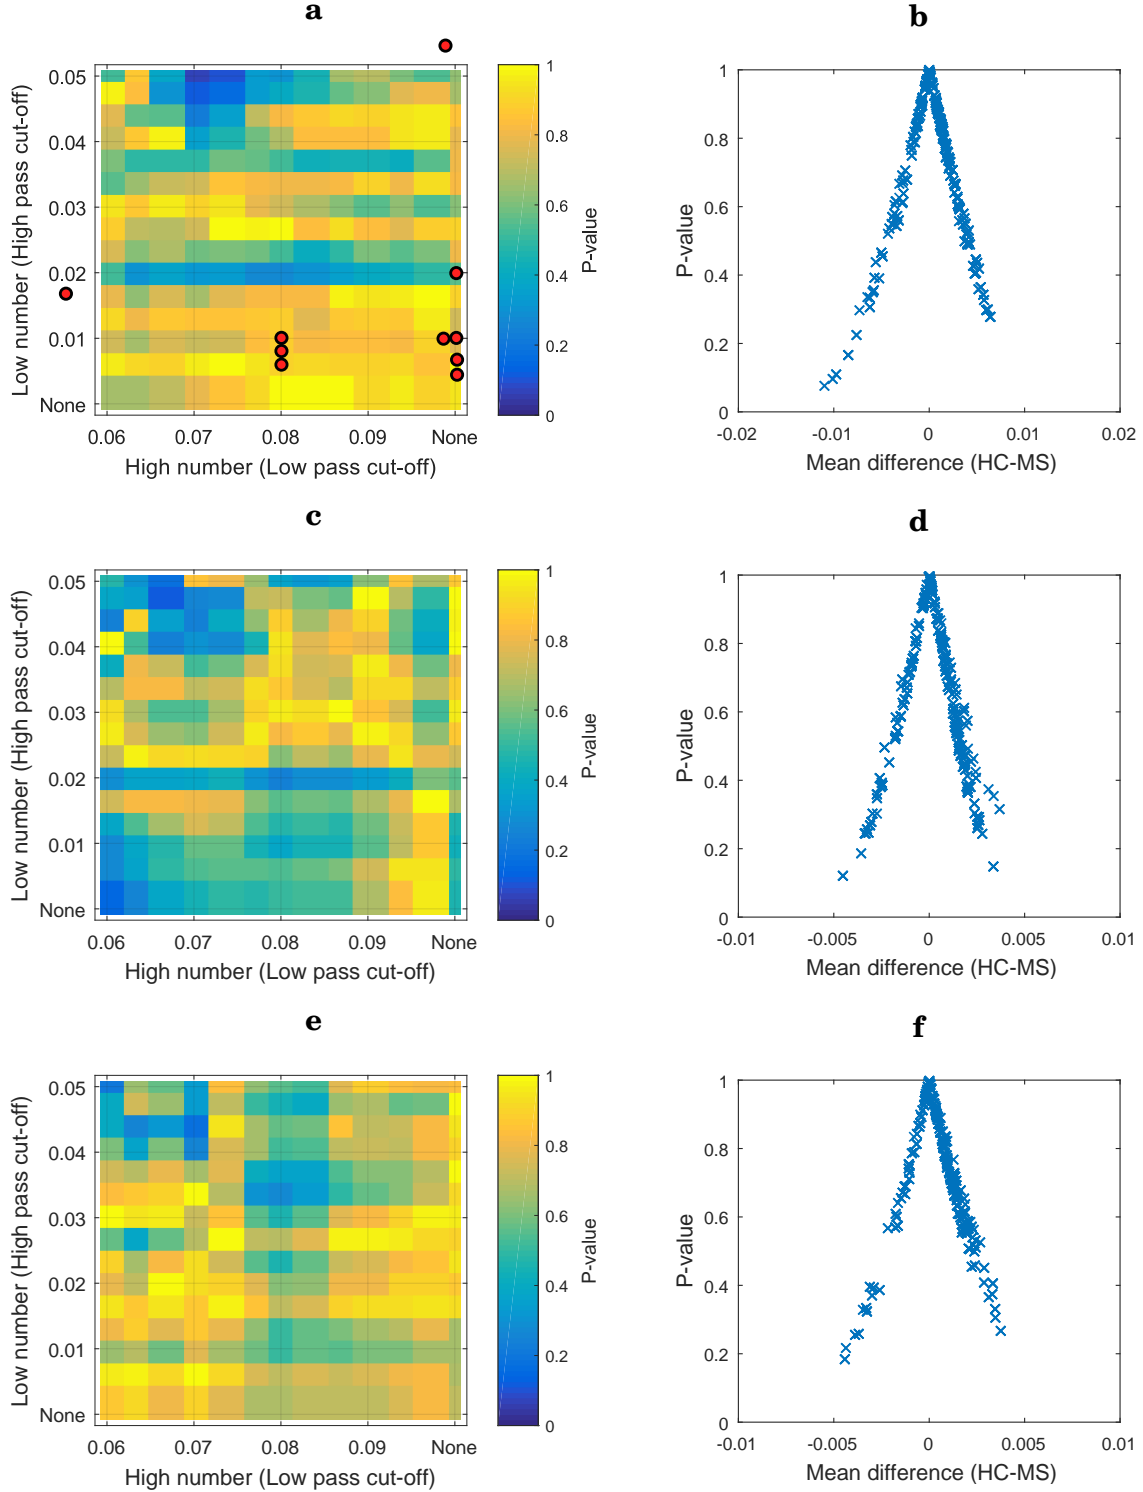 a
Low number (High pass cut-off)
0.05
0.04
0.03
0.02
0.01
None
0.06 0.07 0.08 0.09 None
High number (Low pass cut-off)
1
0.8
0.6
0.4
0.2
0
P-value
b
P-value
1
0.8
0.6
0.4
0.2
0
-0.02 -0.01 0 0.01 0.02
Mean difference (HC-MS)
c
Low number (High pass cut-off)
0.05
0.04
0.03
0.02
0.01
None
0.06 0.07 0.08 0.09 None
High number (Low pass cut-off)
1
0.8
0.6
0.4
0.2
0
P-value
d
P-value
1
0.8
0.6
0.4
0.2
0
-0.01 -0.005 0 0.005 0.01
Mean difference (HC-MS)
e
Low number (High pass cut-off)
0.05
0.04
0.03
0.02
0.01
None
0.06 0.07 0.08 0.09 None
High number (Low pass cut-off)
1
0.8
0.6
0.4
0.2
0
P-value
f
P-value
1
0.8
0.6
0.4
0.2
0
-0.01 -0.005 0 0.005 0.01
Mean difference (HC-MS)